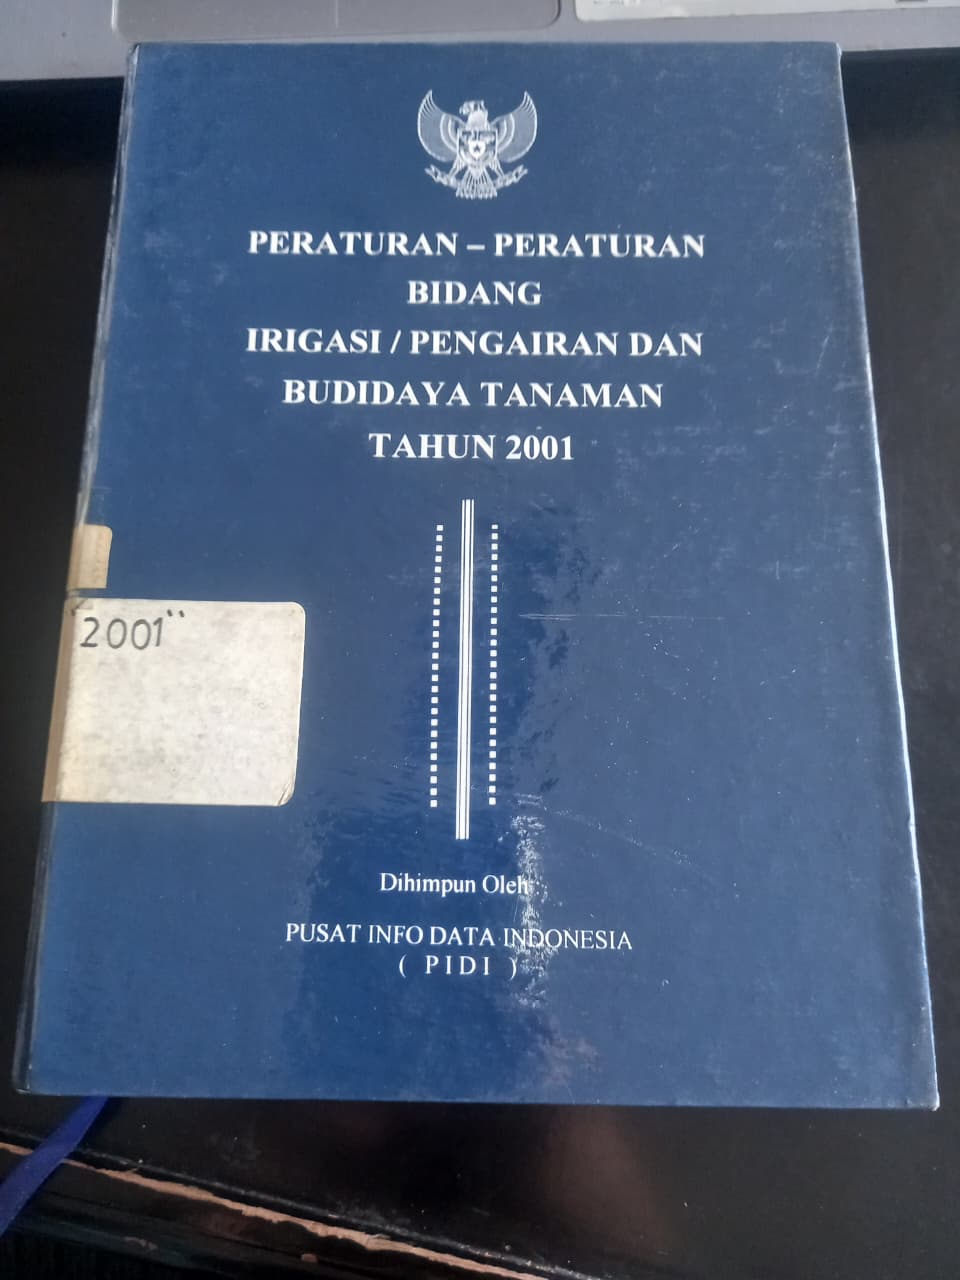 PERATURAN – PERATURAN
BIDANG
IRIGASI / PENGAIRAN DAN
BUDIDAYA TANAMAN
TAHUN 2001
"2001"
Dihimpun Oleh
PUSAT INFO DATA INDONESIA
( PIDI )